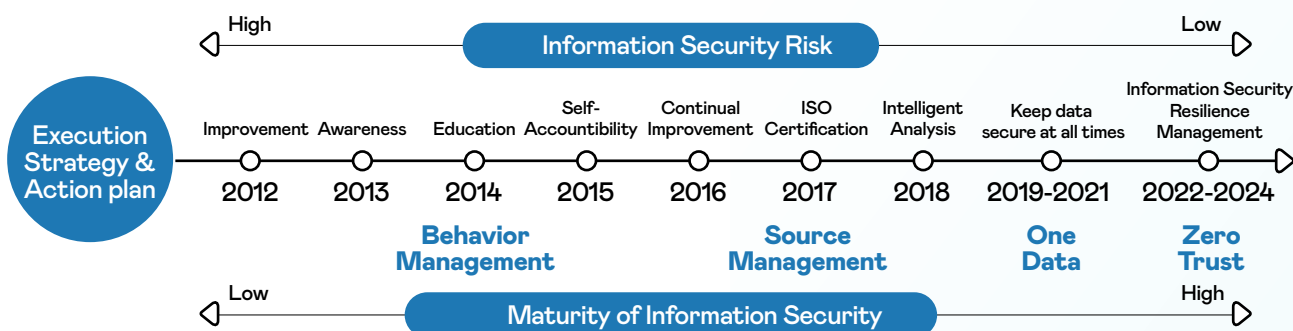 High
Information Security Risk
Low
Execution
Strategy &
Action plan
Improvement
Awareness
Education
Self-
Accountibility
Continual
Improvement
ISO
Certification
Intelligent
Analysis
Keep data
secure at all times
Information Security
Resilience
Management
2012
2013
2014
2015
2016
2017
2018
2019-2021
2022-2024
Behavior
Management
Source
Management
One
Data
Zero
Trust
Low
Maturity of Information Security
High